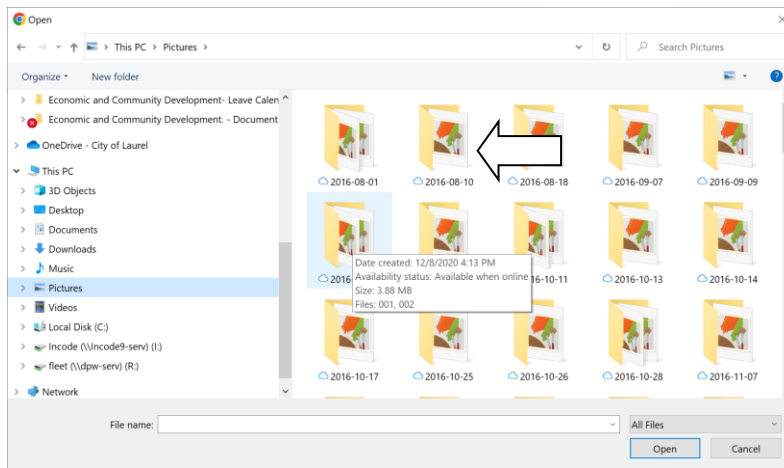 Open
This PC > Pictures >
Search Pictures
Organize
New folder
?
Economic and Community Development- Leave Calen
Economic and Community Development. - Document
OneDrive - City of Laurel
This PC
3D Objects
Desktop
Documents
Downloads
Music
Pictures
Videos
Local Disk (C:)
Incode (\\Incode9-serv) (I:)
fleet (\\dpw-serv) (R:)
Network
2016-08-01
2016-08-10
2016-08-18
2016-09-07
2016-09-09
2016
-10-11
2016-10-13
2016-10-14
Date created: 12/8/2020 4:13 PM
Availability status: Available when online
Size: 3.88 MB
Files: 001, 002
2016-10-17
2016-10-25
2016-10-26
2016-10-28
2016-11-07
File name:
All Files
Open
Cancel